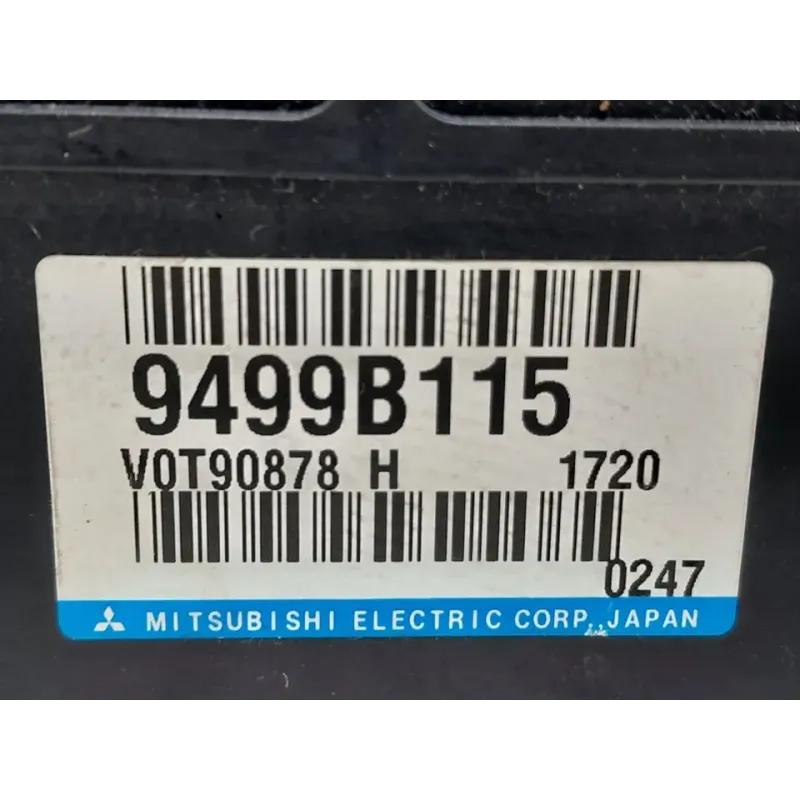 9499B115
V0T90878 H 1720
0247
MITSUBISHI ELECTRIC CORP., JAPAN